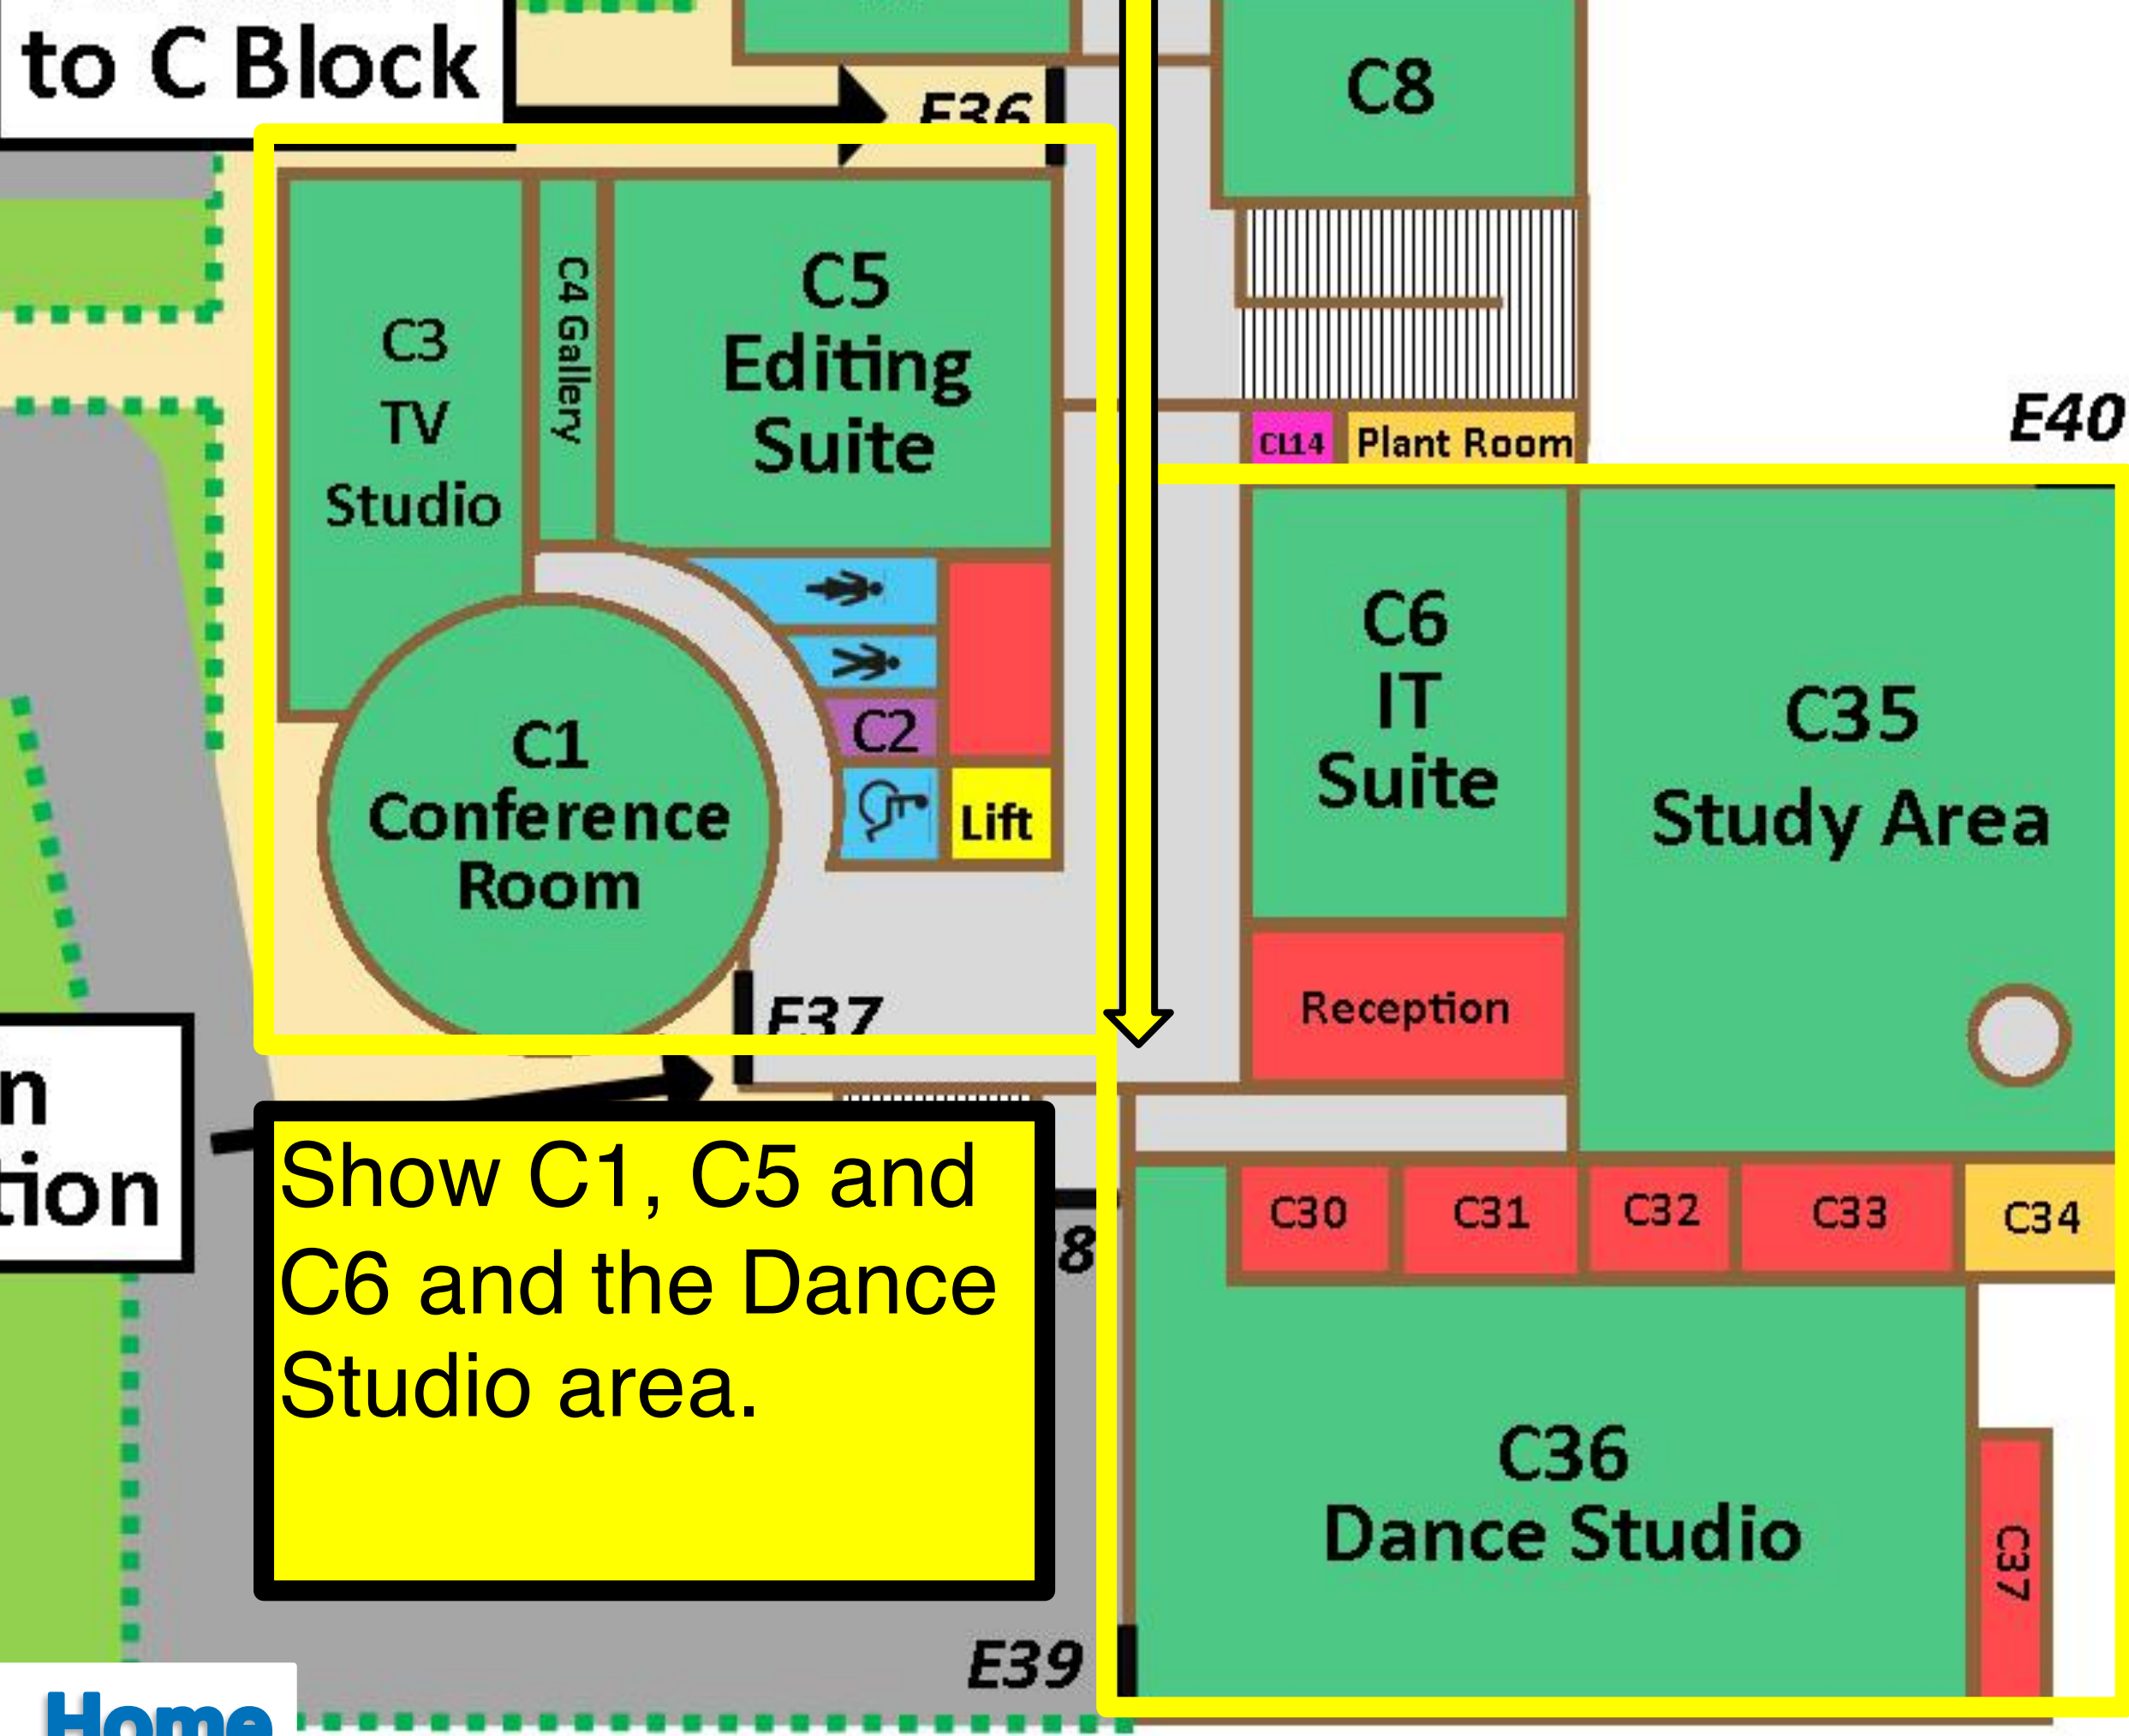 to C Block
E36
C8
C3
TV
Studio
C4 Gallery
C5
Editing
Suite
E40
CL14
Plant Room
C6
IT
Suite
C35
Study Area
C2
C1
Conference
Room
Lift
E37
Reception
n
tion
Show C1, C5 and
C6 and the Dance
Studio area.
8
C30
C31
C32
C33
C34
C36
Dance Studio
C37
E39
Home